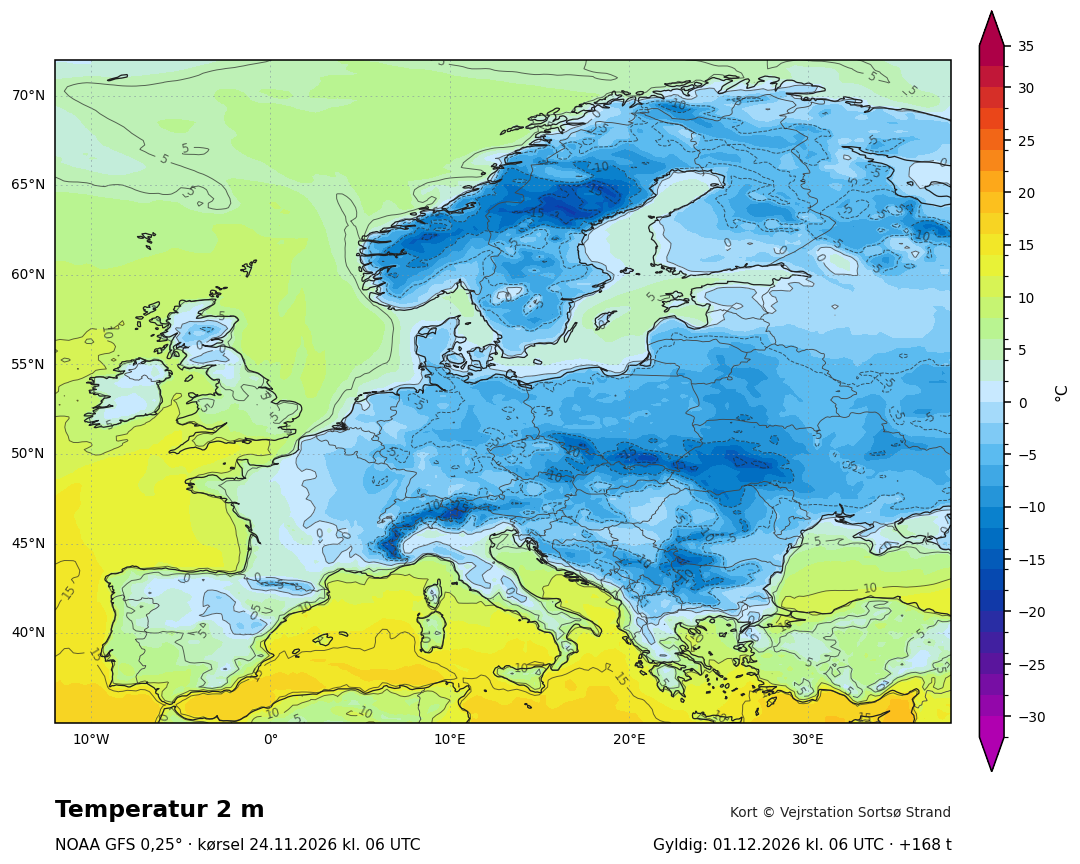 70°N
65°N
60°N
55°N
50°N
45°N
40°N
10°W
0°
10°E
20°E
30°E
35
30
25
20
15
10
5
0
−5
−10
−15
−20
−25
−30
°C
Temperatur 2 m
Kort © Vejrstation Sortsø Strand
NOAA GFS 0,25° · kørsel 24.11.2026 kl. 06 UTC
Gyldig: 01.12.2026 kl. 06 UTC · +168 t